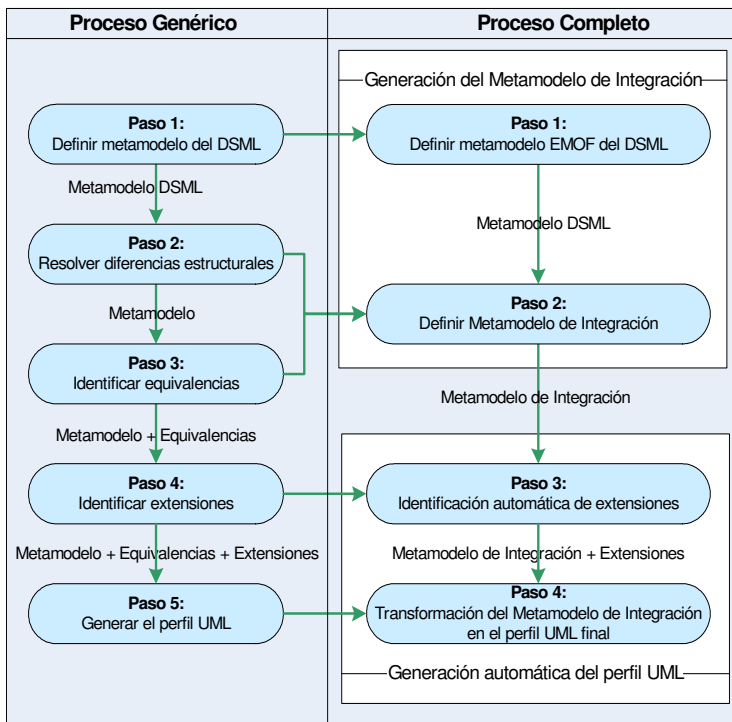 Proceso Genérico
Paso 1:
Definir metamodelo del DSML
Metamodelo DSML
Paso 2:
Resolver diferencias estructurales
Metamodelo
Paso 3:
Identificar equivalencias
Metamodelo + Equivalencias
Paso 4:
Identificar extensiones
Metamodelo + Equivalencias + Extensiones
Paso 5:
Generar el perfil UML
Proceso Completo
Generación del Metamodelo de Integración
Paso 1:
Definir metamodelo EMOF del DSML
Metamodelo DSML
Paso 2:
Definir Metamodelo de Integración
Metamodelo de Integración
Paso 3:
Identificación automática de extensiones
Metamodelo de Integración + Extensiones
Paso 4:
Transformación del Metamodelo de Integración
en el perfil UML final
Generación automática del perfil UML